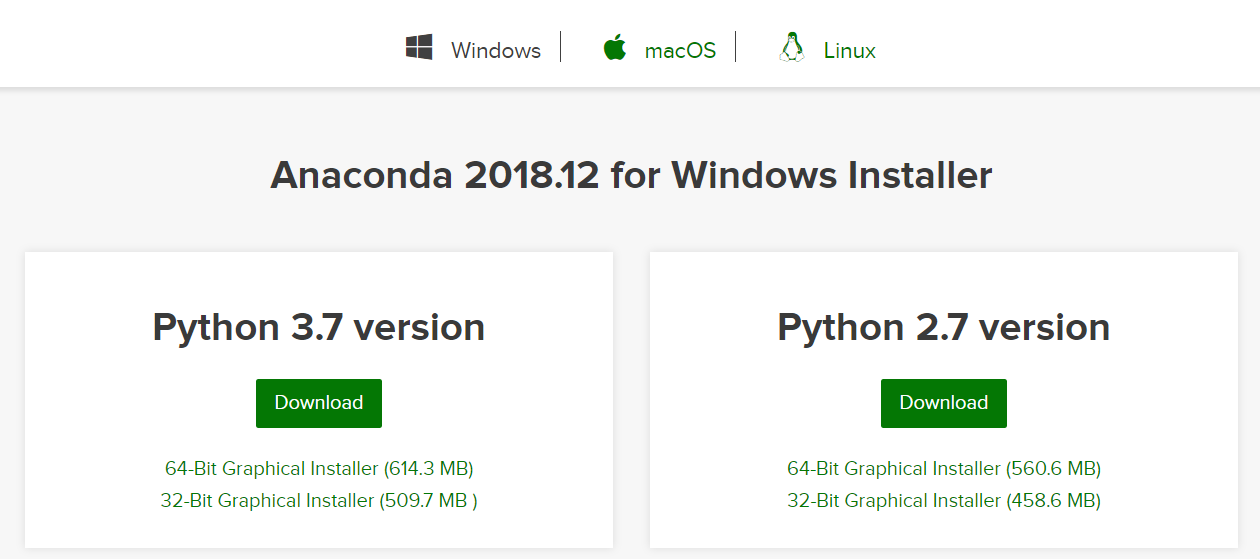 Windows macOS Linux
Anaconda 2018.12 for Windows Installer
Python 3.7 version
Download
64-Bit Graphical Installer (614.3 MB)
32-Bit Graphical Installer (509.7 MB )
Python 2.7 version
Download
64-Bit Graphical Installer (560.6 MB)
32-Bit Graphical Installer (458.6 MB)